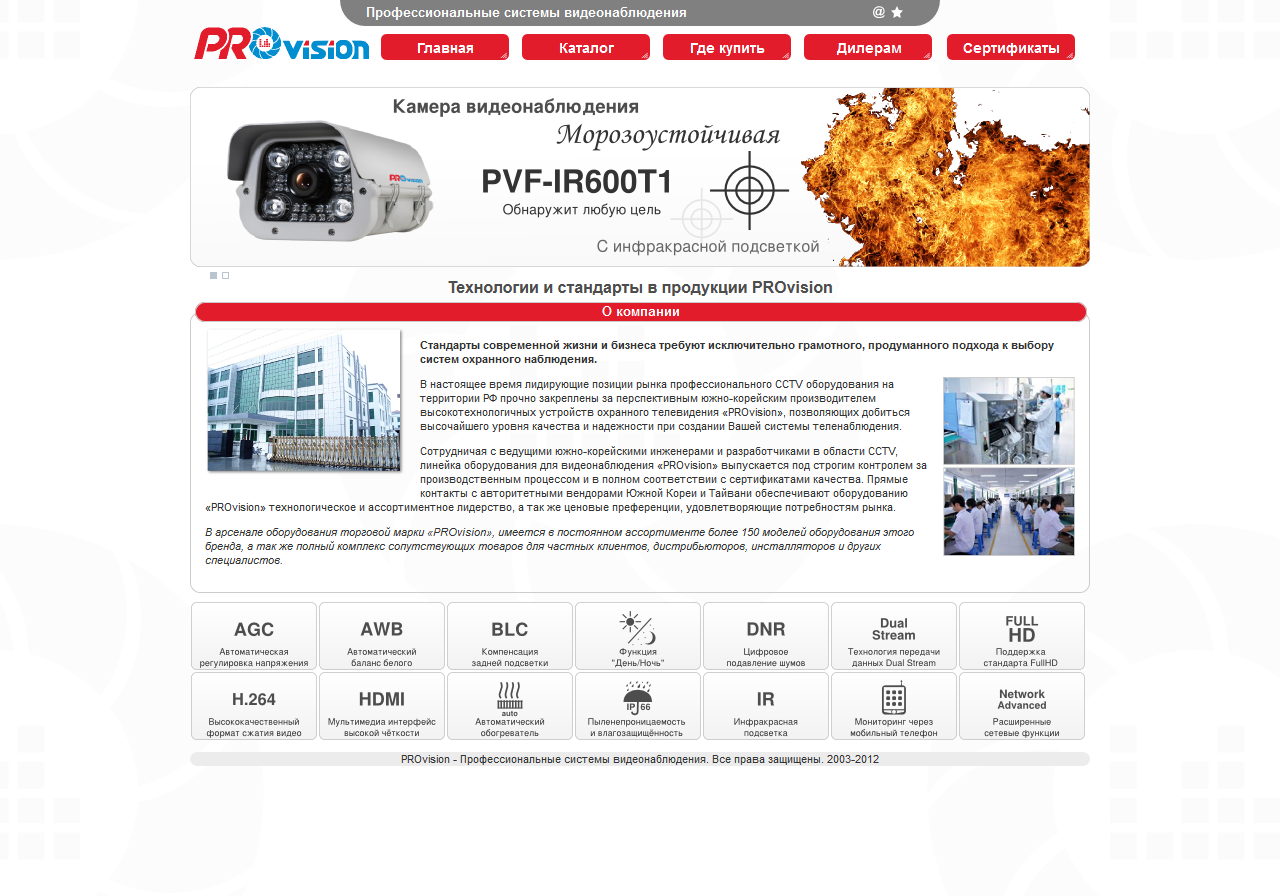 Профессиональные системы видеонаблюдения @
PROvision
Главная Каталог Где купить Дилерам Сертификаты
Камера видеонаблюдения
Морозоустойчивая
PVF-IR600T1
Обнаружит любую цель
С инфракрасной подсветкой
PROvision
Технологии и стандарты в продукции PROvision
О компании
Стандарты современной жизни и бизнеса требуют исключительно грамотного, продуманного подхода к выбору
систем охранного наблюдения.
В настоящее время лидирующие позиции рынка профессионального CCTV оборудования на
территории РФ прочно закреплены за перспективным южно-корейским производителем
высокотехнологичных устройств охранного телевидения «PROvision», позволяющих добиться
высочайшего уровня качества и надежности при создании Вашей системы теленаблюдения.
Сотрудничая с ведущими южно-корейскими инженерами и разработчиками в области CCTV,
линейка оборудования для видеонаблюдения «PROvision» выпускается под строгим контролем за
производственным процессом и в полном соответствии с сертификатами качества. Прямые
контакты с авторитетными вендорами Южной Кореи и Тайвани обеспечивают оборудованию
«PROvision» технологическое и ассортиментное лидерство, а так же ценовые преференции, удовлетворяющие потребностям рынка.
В арсенале оборудования торговой марки «PROvision», имеется в постоянном ассортименте более 150 моделей оборудования этого
бренда, а так же полный комплекс сопутствующих товаров для частных клиентов, дистрибьюторов, инсталляторов и других
специалистов.
AGC
Автоматическая
регулировка напряжения
AWB
Автоматический
баланс белого
BLC
Компенсация
задней подсветки
Функция
"День/Ночь"
DNR
Цифровое
подавление шумов
Dual
Stream
Технология передачи
данных Dual Stream
FULL
HD
Поддержка
стандарта FullHD
H.264
Высококачественный
формат сжатия видео
HDMI
Мультимедиа интерфейс
высокой чёткости
auto
Автоматический
обогреватель
IP 66
Пыленепроницаемость
и влагозащищённость
IR
Инфракрасная
подсветка
Мониторинг через
мобильный телефон
Network
Advanced
Расширенные
сетевые функции
PROvision - Профессиональные системы видеонаблюдения. Все права защищены. 2003-2012